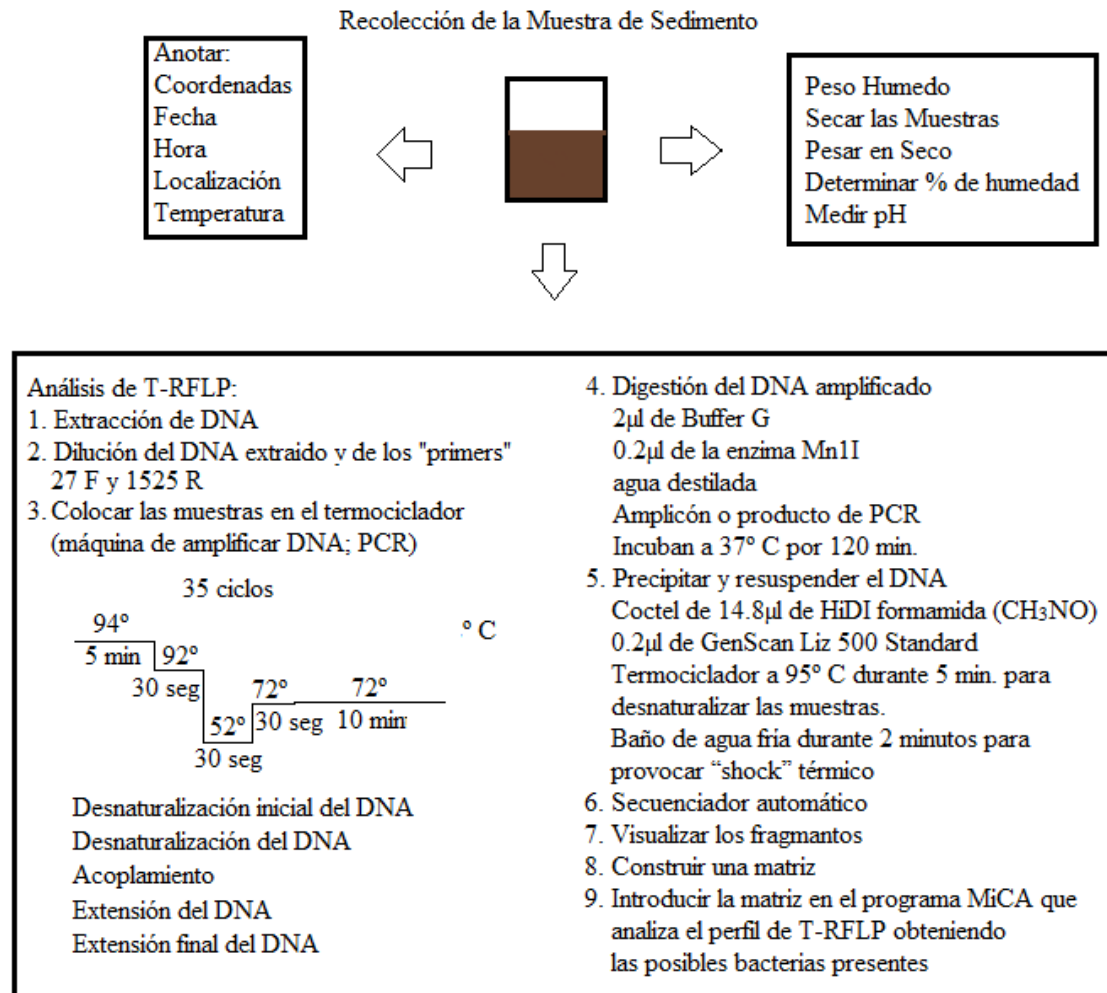 Recolección de la Muestra de Sedimento
Anotar:
Coordenadas
Fecha
Hora
Localización
Temperatura
Peso Humedo
Secar las Muestras
Pesar en Seco
Determinar % de humedad
Medir pH
Análisis de T-RFLP:
1. Extracción de DNA
2. Dilución del DNA extraido y de los "primers"
27 F y 1525 R
3. Colocar las muestras en el termociclador
(máquina de amplificar DNA; PCR)
35 ciclos
94º
5 min
92º
30 seg
52º
30 seg
72º
30 seg
72º
10 min
º C
Desnaturalización inicial del DNA
Desnaturalización del DNA
Acoplamiento
Extensión del DNA
Extensión final del DNA
4. Digestión del DNA amplificado
2µl de Buffer G
0.2µl de la enzima Mn1I
agua destilada
Amplicón o producto de PCR
Incuban a 37º C por 120 min.
5. Precipitar y resuspender el DNA
Coctel de 14.8µl de HiDI formamida (CH₃NO)
0.2µl de GenScan Liz 500 Standard
Termociclador a 95º C durante 5 min. para
desnaturalizar las muestras.
Baño de agua fría durante 2 minutos para
provocar “shock” térmico
6. Secuenciador automático
7. Visualizar los fragmantos
8. Construir una matriz
9. Introducir la matriz en el programa MiCA que
analiza el perfil de T-RFLP obteniendo
las posibles bacterias presentes